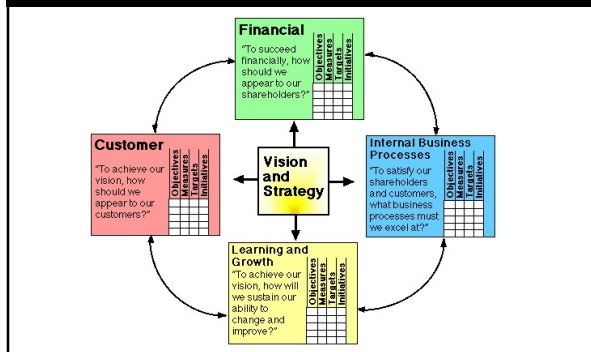 Financial
“To succeed
financially, how
should we
appear to our
shareholders?”
Objectives
Measures
Targets
Initiatives
Customer
“To achieve our
vision, how
should we
appear to our
customers?”
Objectives
Measures
Targets
Initiatives
Vision
and
Strategy
Internal Business
Processes
“To satisfy our
shareholders
and customers,
what business
processes must
we excel at?”
Objectives
Measures
Targets
Initiatives
Learning and
Growth
“To achieve our
vision, how will
we sustain our
ability to
change and
improve?”
Objectives
Measures
Targets
Initiatives